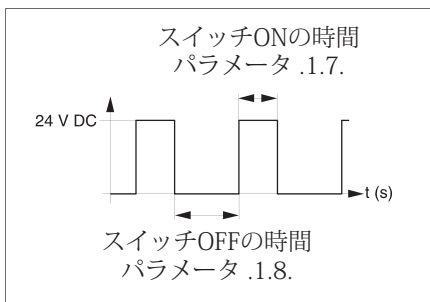 スイッチONの時間
パラメータ .1.7.
24 V DC
t (s)
スイッチOFFの時間
パラメータ .1.8.